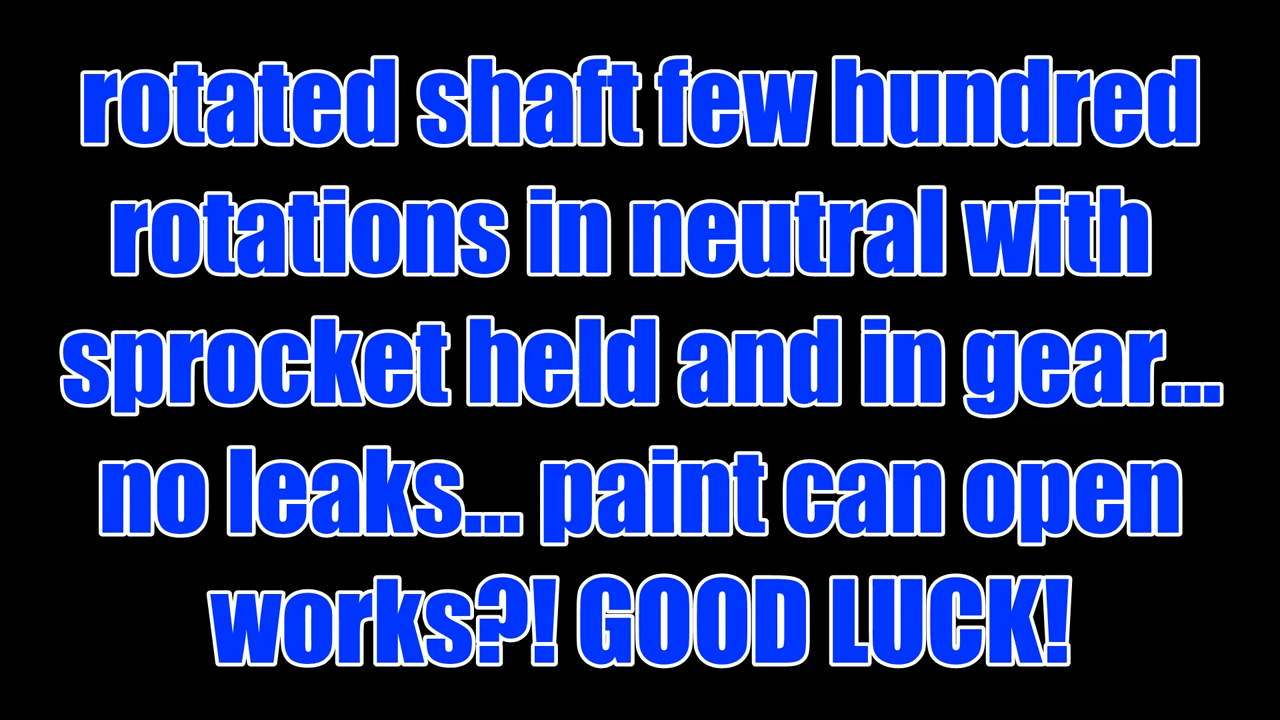 rotated shaft few hundred
rotations in neutral with
sprocket held and in gear...
no leaks... paint can open
works?! GOOD LUCK!